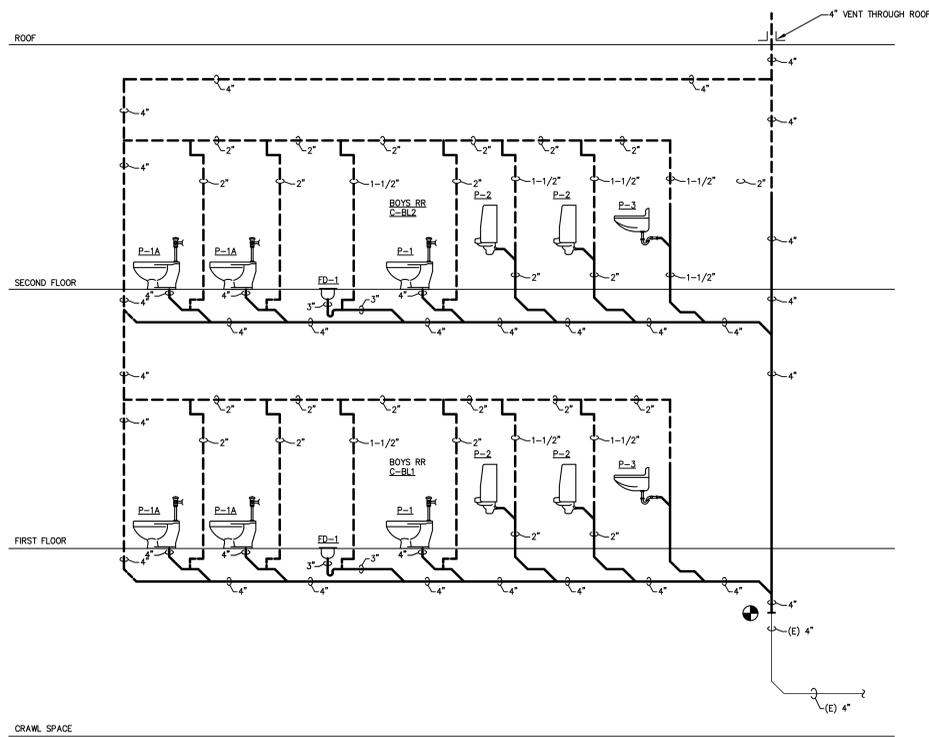 4" VENT THROUGH ROOF
ROOF
4"
4" 4"
4" 4"
2" 2" 2" 2" 2" 2"
4"
2" 2" 1-1/2" 2" 1-1/2" 1-1/2" 1-1/2" 2"
BOYS RR
C-BL2
P-2 P-2 P-3
P-1A P-1A P-1
4"
2" 2" 1-1/2"
SECOND FLOOR
FD-1
4" 4" 4"
4" 3" 3" 4"
4" 4" 4" 4" 4" 4" 4"
4" 4"
2" 2" 2" 2" 2" 2"
4"
2" 2" 1-1/2" 2" 1-1/2" 1-1/2"
BOYS RR
C-BL1
P-2 P-2 P-3
P-1A P-1A P-1
2" 2"
FIRST FLOOR
FD-1
4" 4" 4"
4" 3" 3"
4" 4" 4" 4" 4" 4" 4"
4"
(E) 4"
(E) 4"
CRAWL SPACE